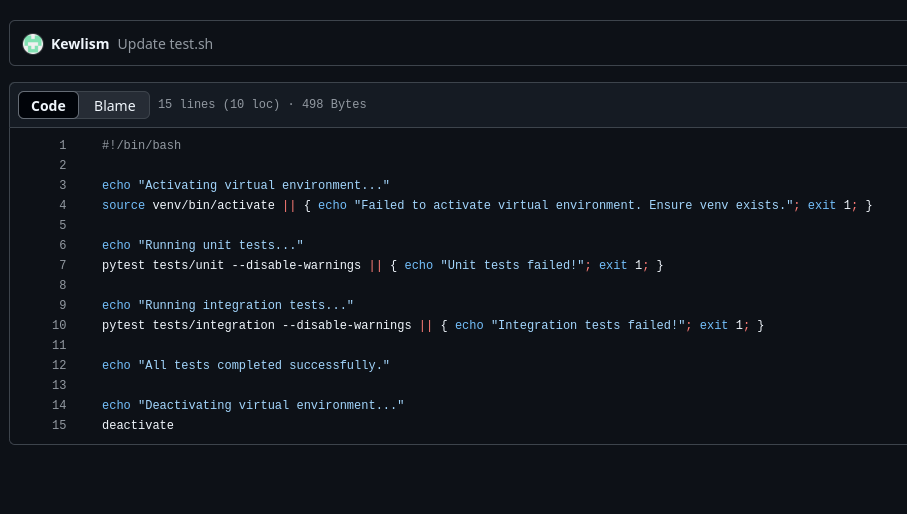 Kewlism Update test.sh
Code Blame 15 lines (10 loc) · 498 Bytes
1 #!/bin/bash
2
3 echo "Activating virtual environment..."
4 source venv/bin/activate || { echo "Failed to activate virtual environment. Ensure venv exists."; exit 1; }
5
6 echo "Running unit tests..."
7 pytest tests/unit --disable-warnings || { echo "Unit tests failed!"; exit 1; }
8
9 echo "Running integration tests..."
10 pytest tests/integration --disable-warnings || { echo "Integration tests failed!"; exit 1; }
11
12 echo "All tests completed successfully."
13
14 echo "Deactivating virtual environment..."
15 deactivate